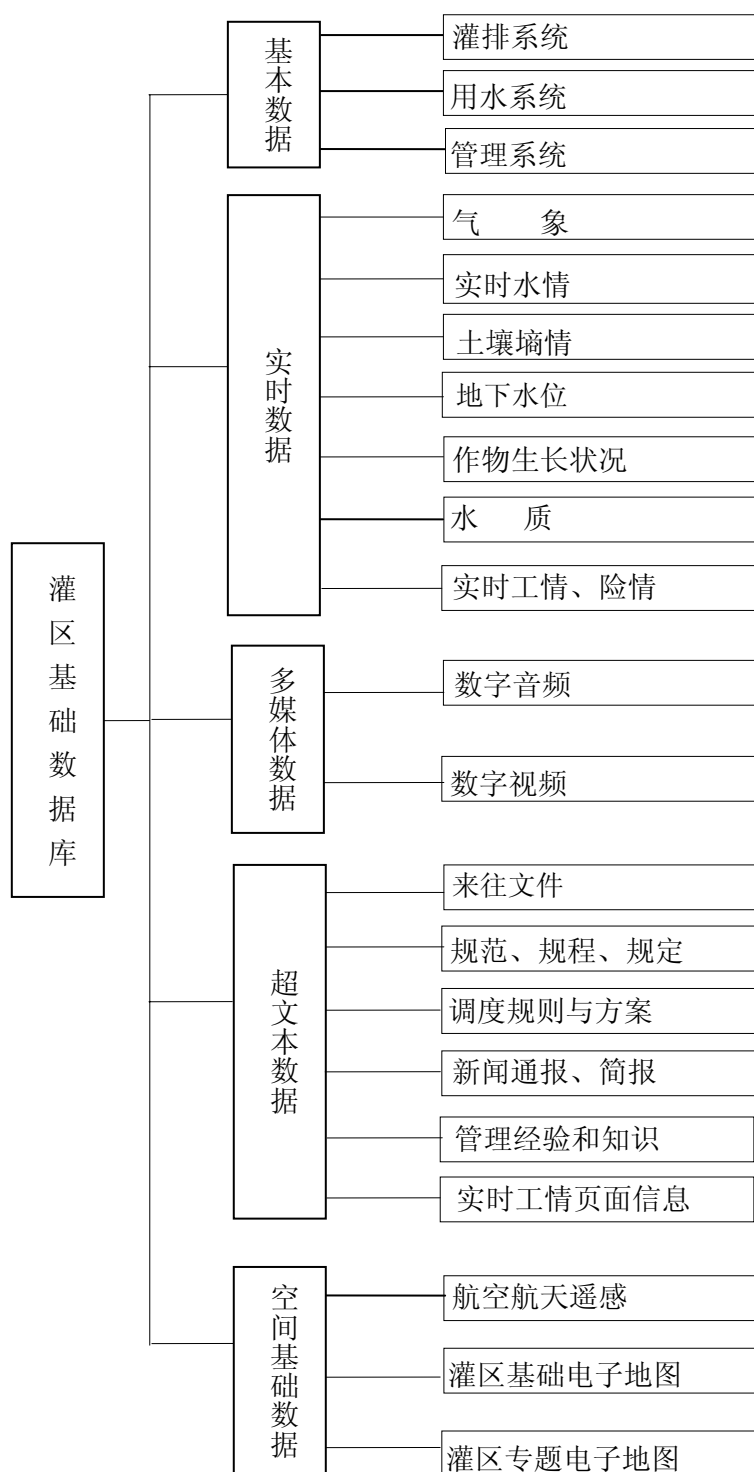 灌区基础数据库
基本数据
灌排系统
用水系统
管理系统
实时数据
气 象
实时水情
土壤墒情
地下水位
作物生长状况
水 质
实时工情、险情
多媒体数据
数字音频
数字视频
超文本数据
来往文件
规范、规程、规定
调度规则与方案
新闻通报、简报
管理经验和知识
实时工情页面信息
空间基础数据
航空航天遥感
灌区基础电子地图
灌区专题电子地图